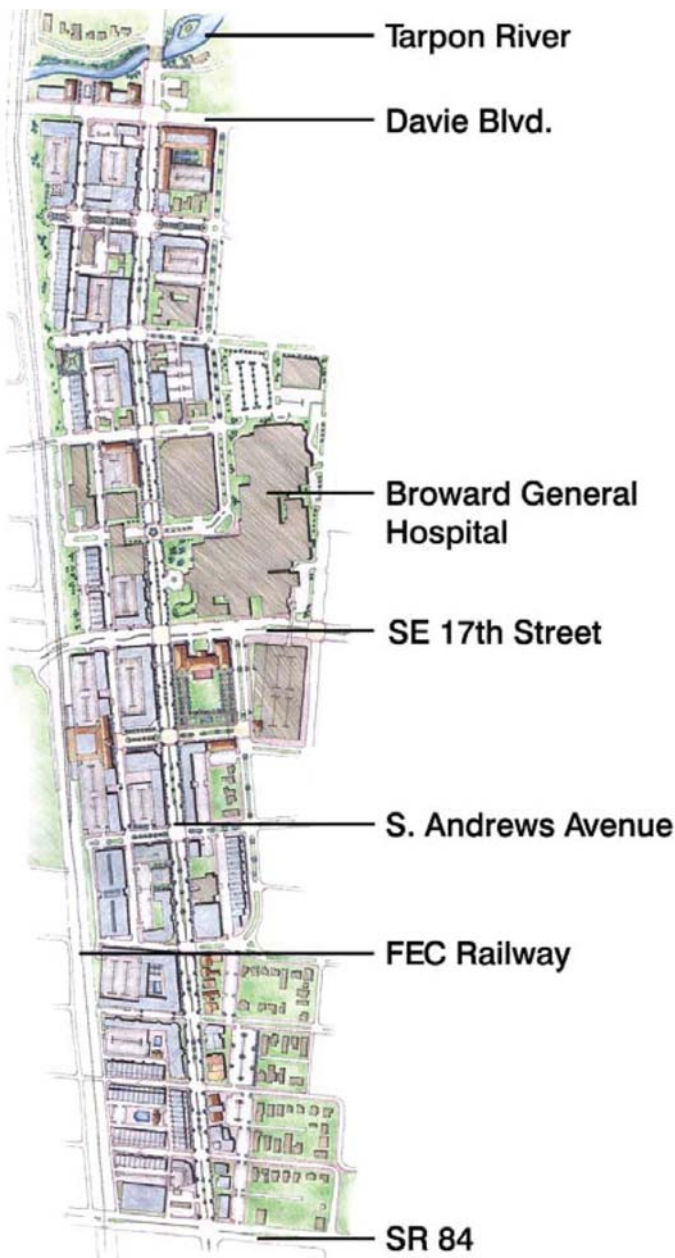 Tarpon River
Davie Blvd.
Broward General
Hospital
SE 17th Street
S. Andrews Avenue
FEC Railway
SR 84